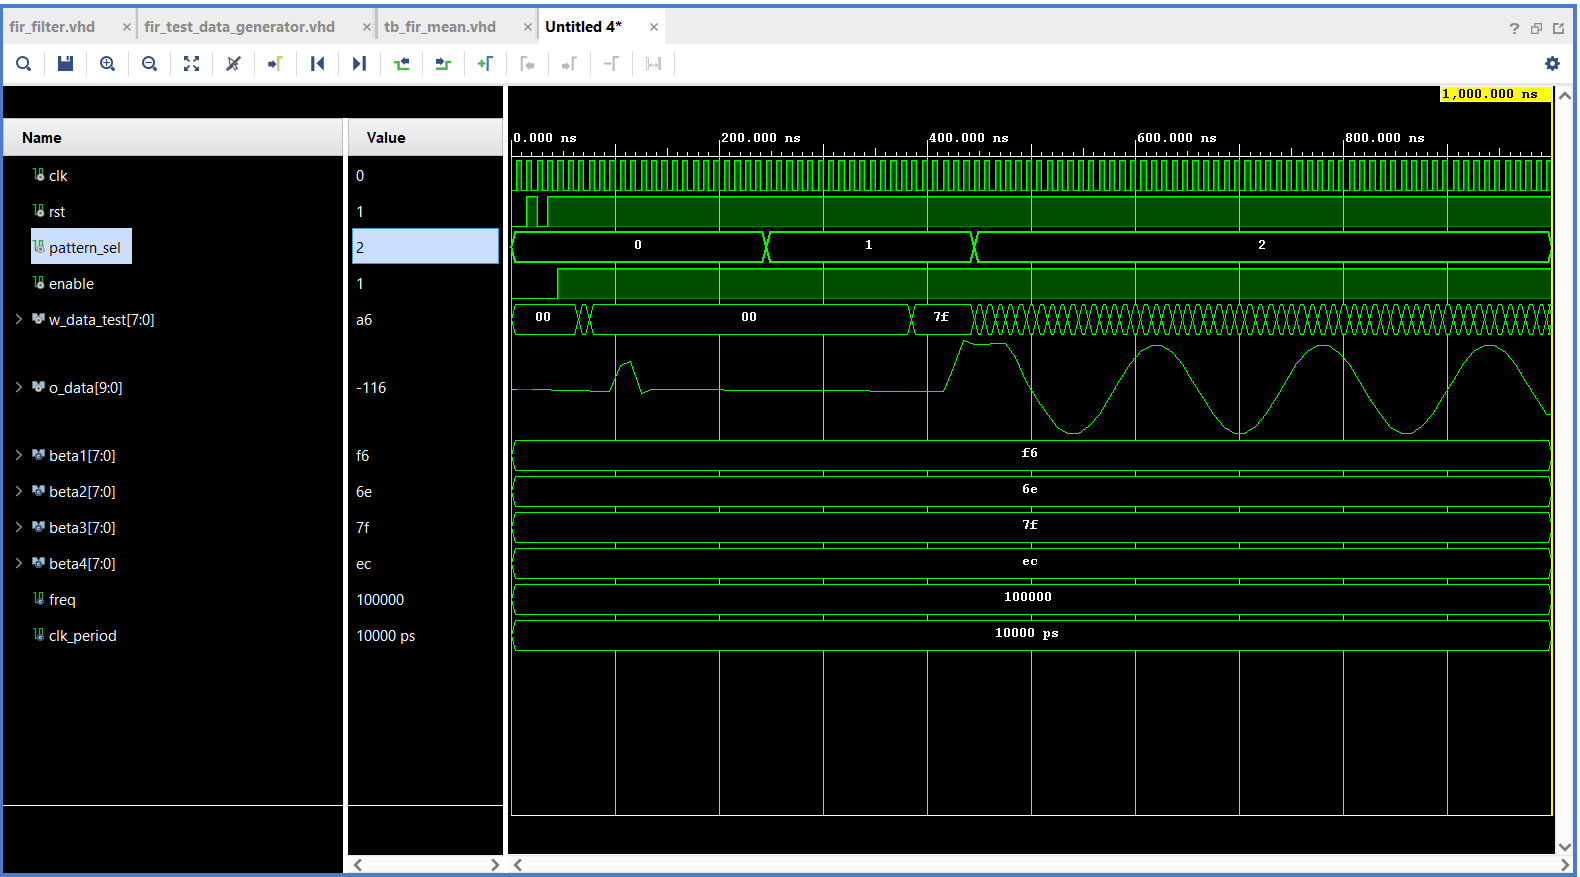 fir_filter.vhd × fir_test_data_generator.vhd × tb_fir_mean.vhd × Untitled 4* × ?
1,000.000 ns
Name Value 0.000 ns 200.000 ns 400.000 ns 600.000 ns 800.000 ns
clk 0
rst 1
pattern_sel 2 0 1 2
enable 1
w_data_test[7:0] a6 00 00 7f
o_data[9:0] -116
beta1[7:0] f6 f6
beta2[7:0] 6e 6e
beta3[7:0] 7f 7f
beta4[7:0] ec ec
freq 100000 100000
clk_period 10000 ps 10000 ps